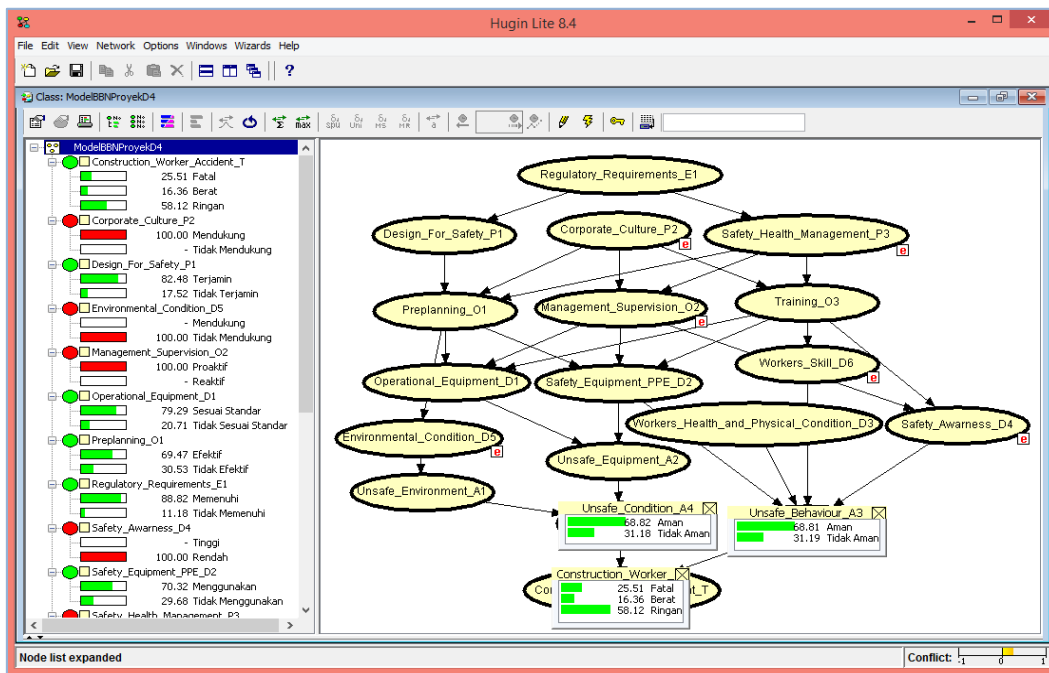 Hugin Lite 8.4
File Edit View Network Options Windows Wizards Help
?
Class: ModelBBNProyekD4
ModelBBNProyekD4
Construction_Worker_Accident_T
25.51 Fatal
16.36 Berat
58.12 Ringan
Corporate_Culture_P2
100.00 Mendukung
- Tidak Mendukung
Design_For_Safety_P1
82.48 Terjamin
17.52 Tidak Terjamin
Environmental_Condition_D5
- Mendukung
100.00 Tidak Mendukung
Management_Supervision_O2
100.00 Proaktif
- Reaktif
Operational_Equipment_D1
79.29 Sesuai Standar
20.71 Tidak Sesuai Standar
Preplanning_O1
69.47 Efektif
30.53 Tidak Efektif
Regulatory_Requirements_E1
88.82 Memenuhi
11.18 Tidak Memenuhi
Safety_Awarness_D4
- Tinggi
100.00 Rendah
Safety_Equipment_PPE_D2
70.32 Menggunakan
29.68 Tidak Menggunakan
Safety_Health_Management_P3
Regulatory_Requirements_E1
Design_For_Safety_P1
Corporate_Culture_P2
e
Safety_Health_Management_P3
e
Preplanning_O1
Management_Supervision_O2
e
Training_O3
Operational_Equipment_D1
Safety_Equipment_PPE_D2
Workers_Skill_D6
e
Environmental_Condition_D5
e
Workers_Health_and_Physical_Condition_D3
Safety_Awarness_D4
e
Unsafe_Equipment_A2
Unsafe_Environment_A1
Unsafe_Condition_A4
68.82 Aman
31.18 Tidak Aman
Unsafe_Behaviour_A3
68.81 Aman
31.19 Tidak Aman
Construction_Worker_
25.51 Fatal
16.36 Berat
58.12 Ringan
Node list expanded
Conflict:
-1 0 1